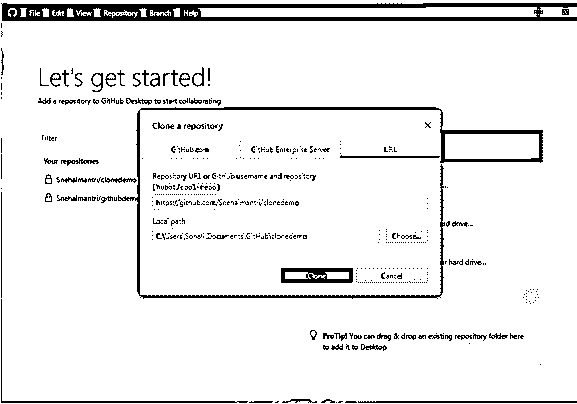 File Edit View Repository Branch Help
Let's get started!
Add a repository to GitHub Desktop to start collaborating
Filter
Your repositories
Snehalmantri/clonedemo
Snehalmantri/githubdem
Clone a repository
GitHub.com
GitHub Enterprise Server
URL
Repository URL or GitHub username and repository
(hubot/cool-repo)
https://github.com/Snehalmantri/clonedemo
Local path
C:\Users\Sonali\Documents\GitHub\clonedemo
Choose...
rd drive...
r hard drive...
Clone
Cancel
ProTip! You can drag & drop an existing repository folder here
to add it to Desktop